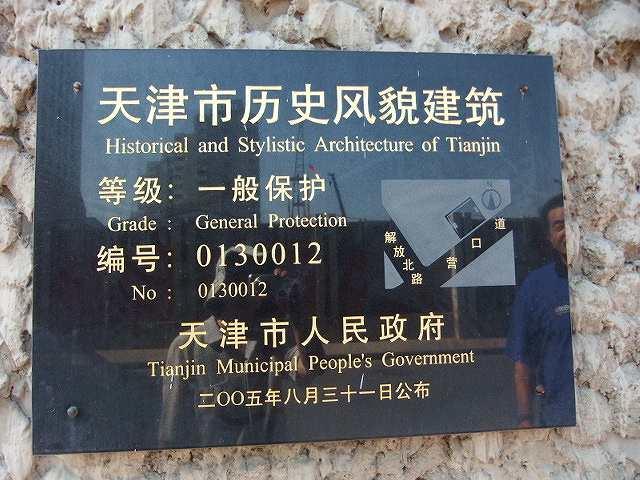 天津市历史风貌建筑
Historical and Stylistic Architecture of Tianjin
等级：一般保护
Grade : General Protection
编号：0130012
No : 0130012
N
解放北路
营口道
天津市人民政府
Tianjin Municipal People's Government
二〇〇五年八月三十一日公布